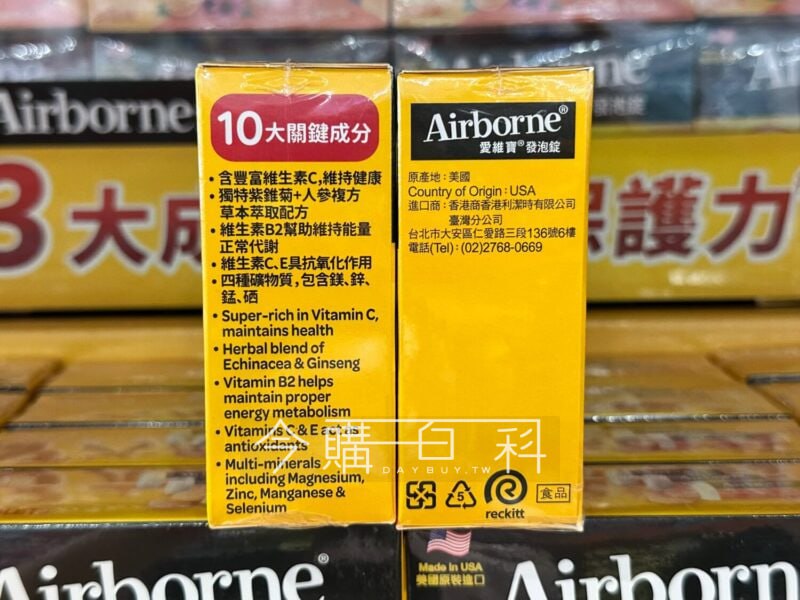 Airborne
Airborne
3大成
保護力
10大關鍵成分
• 含豐富維生素C,維持健康
• 獨特紫錐菊+人參複方
草本萃取配方
• 維生素B2幫助維持能量
正常代謝
• 維生素C、E具抗氧化作用
• 四種礦物質,包含鎂、鋅、
錳、硒
• Super-rich in Vitamin C,
maintains health
• Herbal blend of
Echinacea & Ginseng
• Vitamin B2 helps
maintain proper
energy metabolism
• Vitamins C & E act as
antioxidants
• Multi-minerals
including Magnesium,
Zinc, Manganese &
Selenium
Airborne®
愛維寶®發泡錠
原產地:美國
Country of Origin:USA
進口商:香港商香港利潔時有限公司
臺灣分公司
台北市大安區仁愛路三段136號6樓
電話(Tel):(02)2768-0669
5
reckitt
食品
今購百科
DAYBUY.TW
Airborne®
Made in USA
美國原裝進口
Airborne